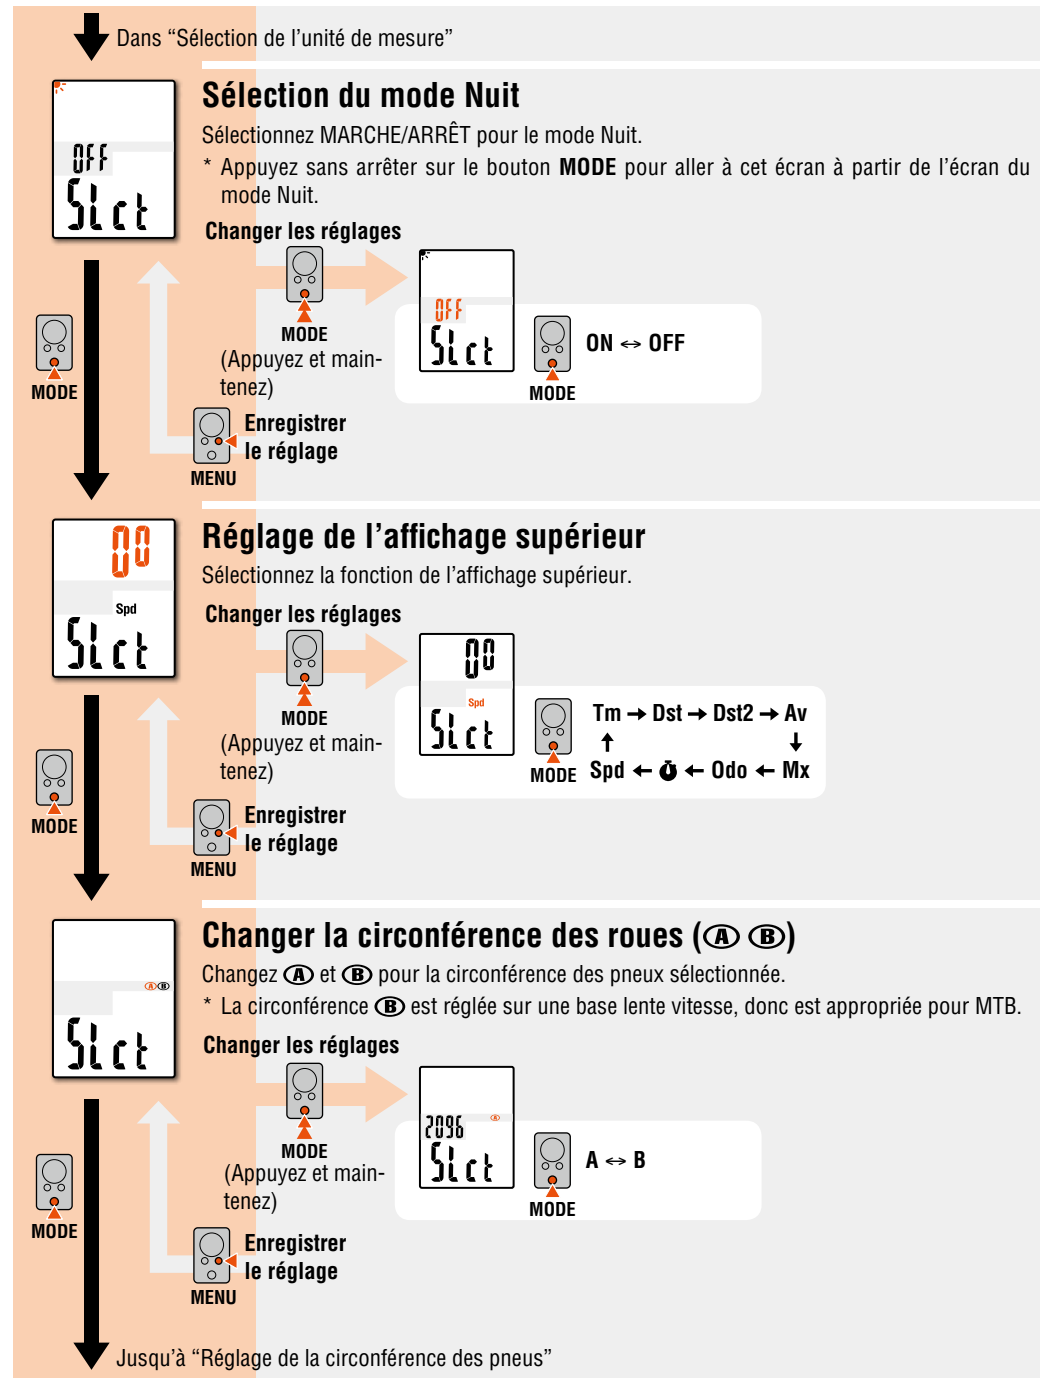 Dans “Sélection de l’unité de mesure”
Sélection du mode Nuit
Sélectionnez MARCHE/ARRÊT pour le mode Nuit.
* Appuyez sans arrêter sur le bouton MODE pour aller à cet écran à partir de l’écran du
mode Nuit.
OFF
Slct
Changer les réglages
MODE
(Appuyez et main-
tenez)
OFF
Slct
ON ↔ OFF
MODE
MODE
Enregistrer
le réglage
MENU
Réglage de l’affichage supérieur
Sélectionnez la fonction de l’affichage supérieur.
00
Spd
Slct
Changer les réglages
MODE
(Appuyez et main-
tenez)
00
Spd
Slct
Tm → Dst → Dst2 → Av
↑ ↓
Spd ← ⏱ ← Odo ← Mx
MODE
MODE
Enregistrer
le réglage
MENU
Changer la circonférence des roues (Ⓐ Ⓑ)
Changez Ⓐ et Ⓑ pour la circonférence des pneux sélectionnée.
* La circonférence Ⓑ est réglée sur une base lente vitesse, donc est appropriée pour MTB.
ⒶⒷ
Slct
Changer les réglages
MODE
(Appuyez et main-
tenez)
2096 Ⓐ
Slct
A ↔ B
MODE
MODE
Enregistrer
le réglage
MENU
Jusqu’à “Réglage de la circonférence des pneus”